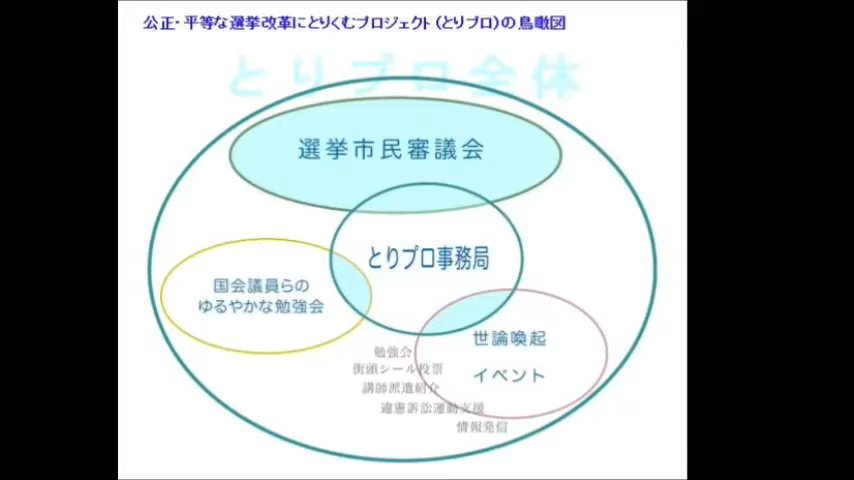 公正・平等な選挙改革にとりくむプロジェクト(とりプロ)の鳥瞰図
とりプロ全体
選挙市民審議会
とりプロ事務局
国会議員らの
ゆるやかな勉強会
世論喚起
イベント
勉強会
街頭シール投票
講師派遣紹介
違憲訴訟運動支援
情報発信